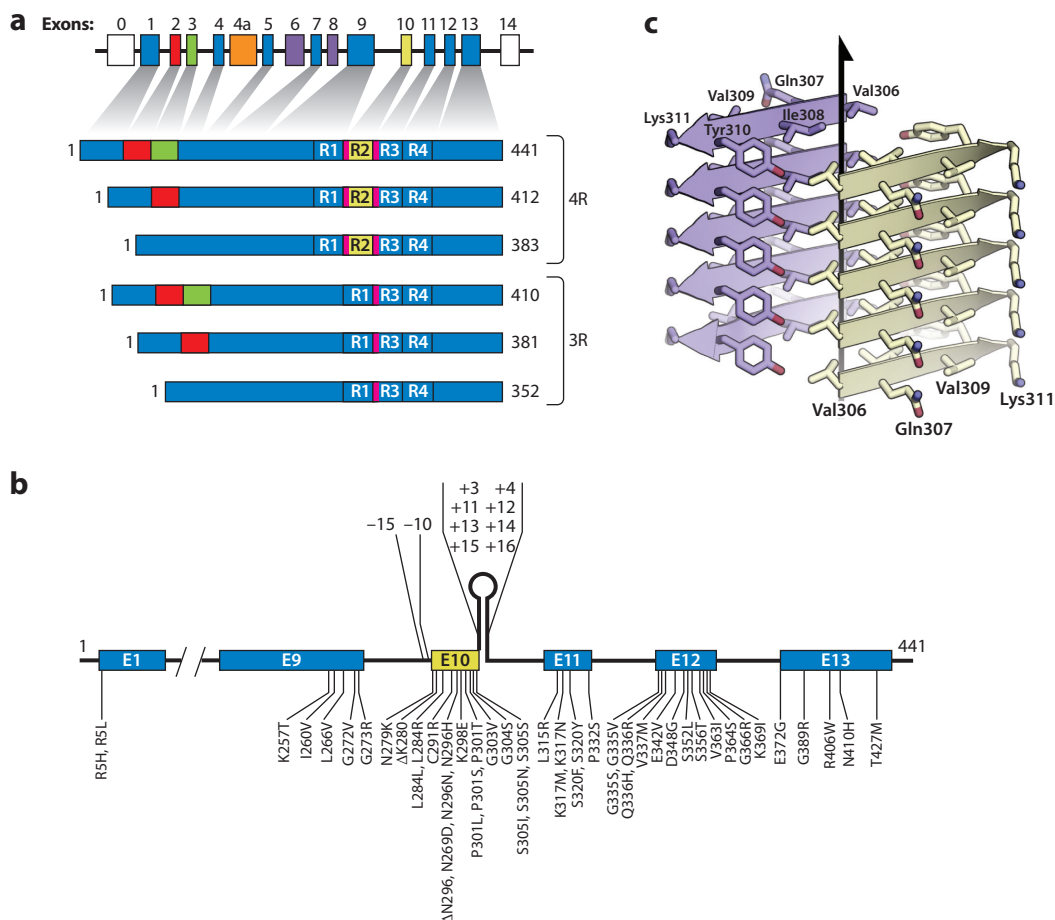 a
Exons: 0 1 2 3 4 4a 5 6 7 8 9 10 11 12 13 14
1 R1 R2 R3 R4 441
1 R1 R2 R3 R4 412
1 R1 R2 R3 R4 383
4R
1 R1 R3 R4 410
1 R1 R3 R4 381
1 R1 R3 R4 352
3R
c
Gln307
Val309 Val306
Lys311 Ile308
Tyr310
Val306 Val309 Lys311
Gln307
b
+3 +4
+11 +12
+13 +14
+15 +16
−15 −10
1 441
E1 E9 E10 E11 E12 E13
R5H, R5L
K257T
I260V
L266V
G272V
G273R
N279K
ΔK280
L284L, L284R
C291R
ΔN296, N296N, N269D, N296H
K298E
P301L, P301S, P301T
G303V
G304S
S305I, S305N, S305S
L315R
K317M, K317N
S320F, S320Y
P332S
G335S, G335V
Q336H, Q336R
V337M
E342V
D348G
S352L
S356T
V363I
P364S
G366R
K369I
E372G
G389R
R406W
N410H
T427M